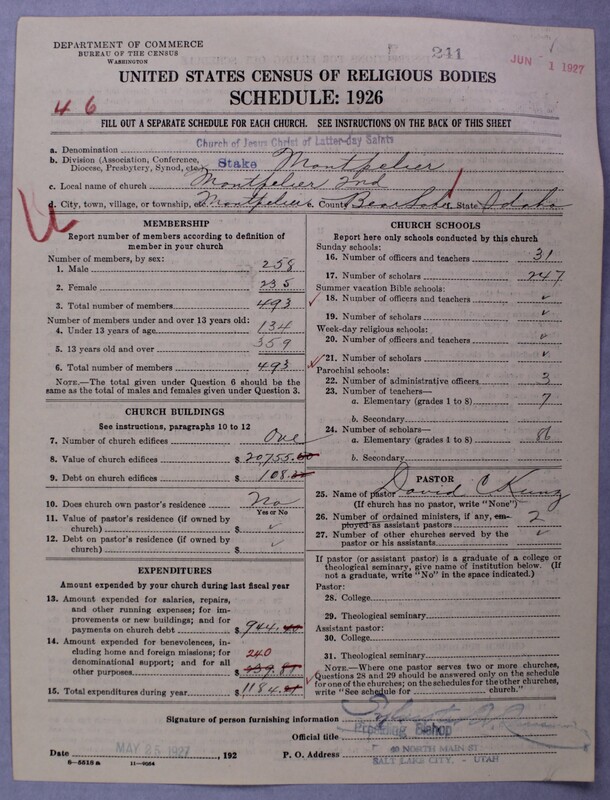 DEPARTMENT OF COMMERCE
BUREAU OF THE CENSUS
WASHINGTON
241
JUN 1 1927
UNITED STATES CENSUS OF RELIGIOUS BODIES
SCHEDULE: 1926
4 6
FILL OUT A SEPARATE SCHEDULE FOR EACH CHURCH. SEE INSTRUCTIONS ON THE BACK OF THIS SHEET
a. Denomination Church of Jesus Christ of Latter-day Saints
b. Division (Association, Conference, Diocese, Presbytery, Synod, etc.) Stake Montpelier
c. Local name of church Montpelier 2nd
d. City, town, village, or township, Montpelier County Bear Lake State Idaho
MEMBERSHIP
Report number of members according to definition of
member in your church
Number of members, by sex:
1. Male 258
2. Female 235
3. Total number of members 493
Number of members under and over 13 years old:
4. Under 13 years of age 134
5. 13 years old and over 359
6. Total number of members 493
NOTE.—The total given under Question 6 should be the
same as the total of males and females given under Question 3.
CHURCH BUILDINGS
See instructions, paragraphs 10 to 12
7. Number of church edifices One
8. Value of church edifices $ 20755.00
9. Debt on church edifices $ 108.
10. Does church own pastor's residence No
Yes or No
11. Value of pastor's residence (if owned by
church) $ ✓
12. Debt on pastor's residence (if owned by
church) $ ✓
EXPENDITURES
Amount expended by your church during last fiscal year
13. Amount expended for salaries, repairs,
and other running expenses; for im-
provements or new buildings; and for
payments on church debt $ 944.
14. Amount expended for benevolences, in-
cluding home and foreign missions; for
denominational support; and for all
other purposes 240 $ 239.87
15. Total expenditures during year $ 1184.
CHURCH SCHOOLS
Report here only schools conducted by this church
Sunday schools:
16. Number of officers and teachers 31
17. Number of scholars 247
Summer vacation Bible schools:
18. Number of officers and teachers ✓
19. Number of scholars ✓
Week-day religious schools:
20. Number of officers and teachers ✓
21. Number of scholars ✓
Parochial schools:
22. Number of administrative officers 3
23. Number of teachers—
a. Elementary (grades 1 to 8) 7
b. Secondary
24. Number of scholars—
a. Elementary (grades 1 to 8) 86
b. Secondary
PASTOR
25. Name of pastor David C Kunz
(If church has no pastor, write "None")
26. Number of ordained ministers, if any, em-
ployed as assistant pastors 2
27. Number of other churches served by the
pastor or his assistants ✓
If pastor (or assistant pastor) is a graduate of a college or
theological seminary, give name of institution below. (If
not a graduate, write "No" in the space indicated.)
Pastor:
28. College
29. Theological seminary
Assistant pastor:
30. College
31. Theological seminary
NOTE.—Where one pastor serves two or more churches,
Questions 28 and 29 should be answered only on the schedule
for one of the churches; on the schedules for the other churches,
write "See schedule for church."
Signature of person furnishing information
Official title Presiding Bishop
Date MAY 25 1927, 192 P. O. Address 40 NORTH MAIN ST
SALT LAKE CITY, - UTAH
8-5518 a 11-9064